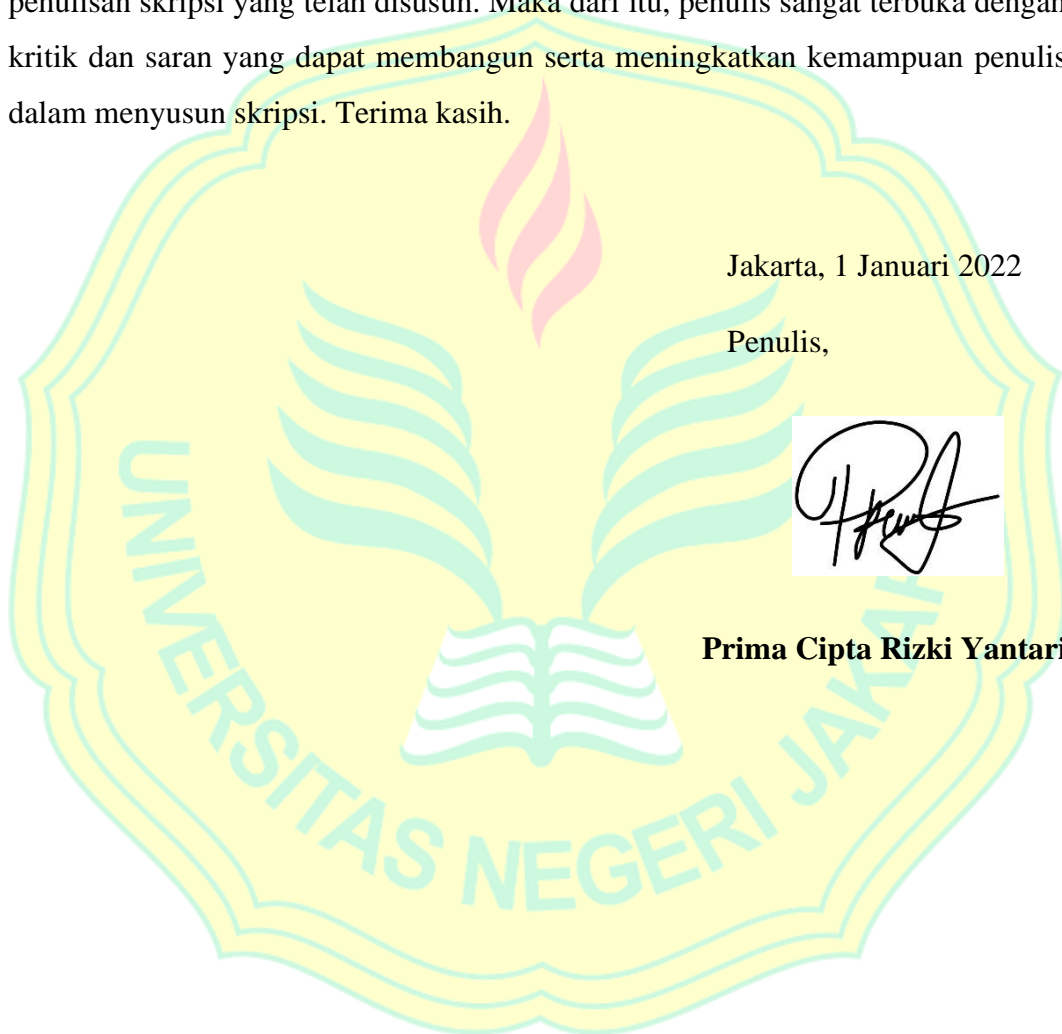 penulisan skripsi yang telah disusun. Maka dari itu, penulis sangat terbuka dengan
kritik dan saran yang dapat membangun serta meningkatkan kemampuan penulis
dalam menyusun skripsi. Terima kasih.
Jakarta, 1 Januari 2022
Penulis,
Prima Cipta Rizki Yantari
UNIVERSITAS NEGERI JAKAR